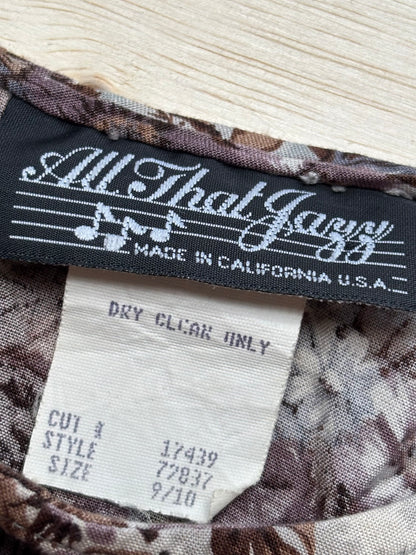 All That Jazz
MADE IN CALIFORNIA U.S.A.
DRY CLEAN ONLY
CUT # 17439
STYLE 77837
SIZE 9/10